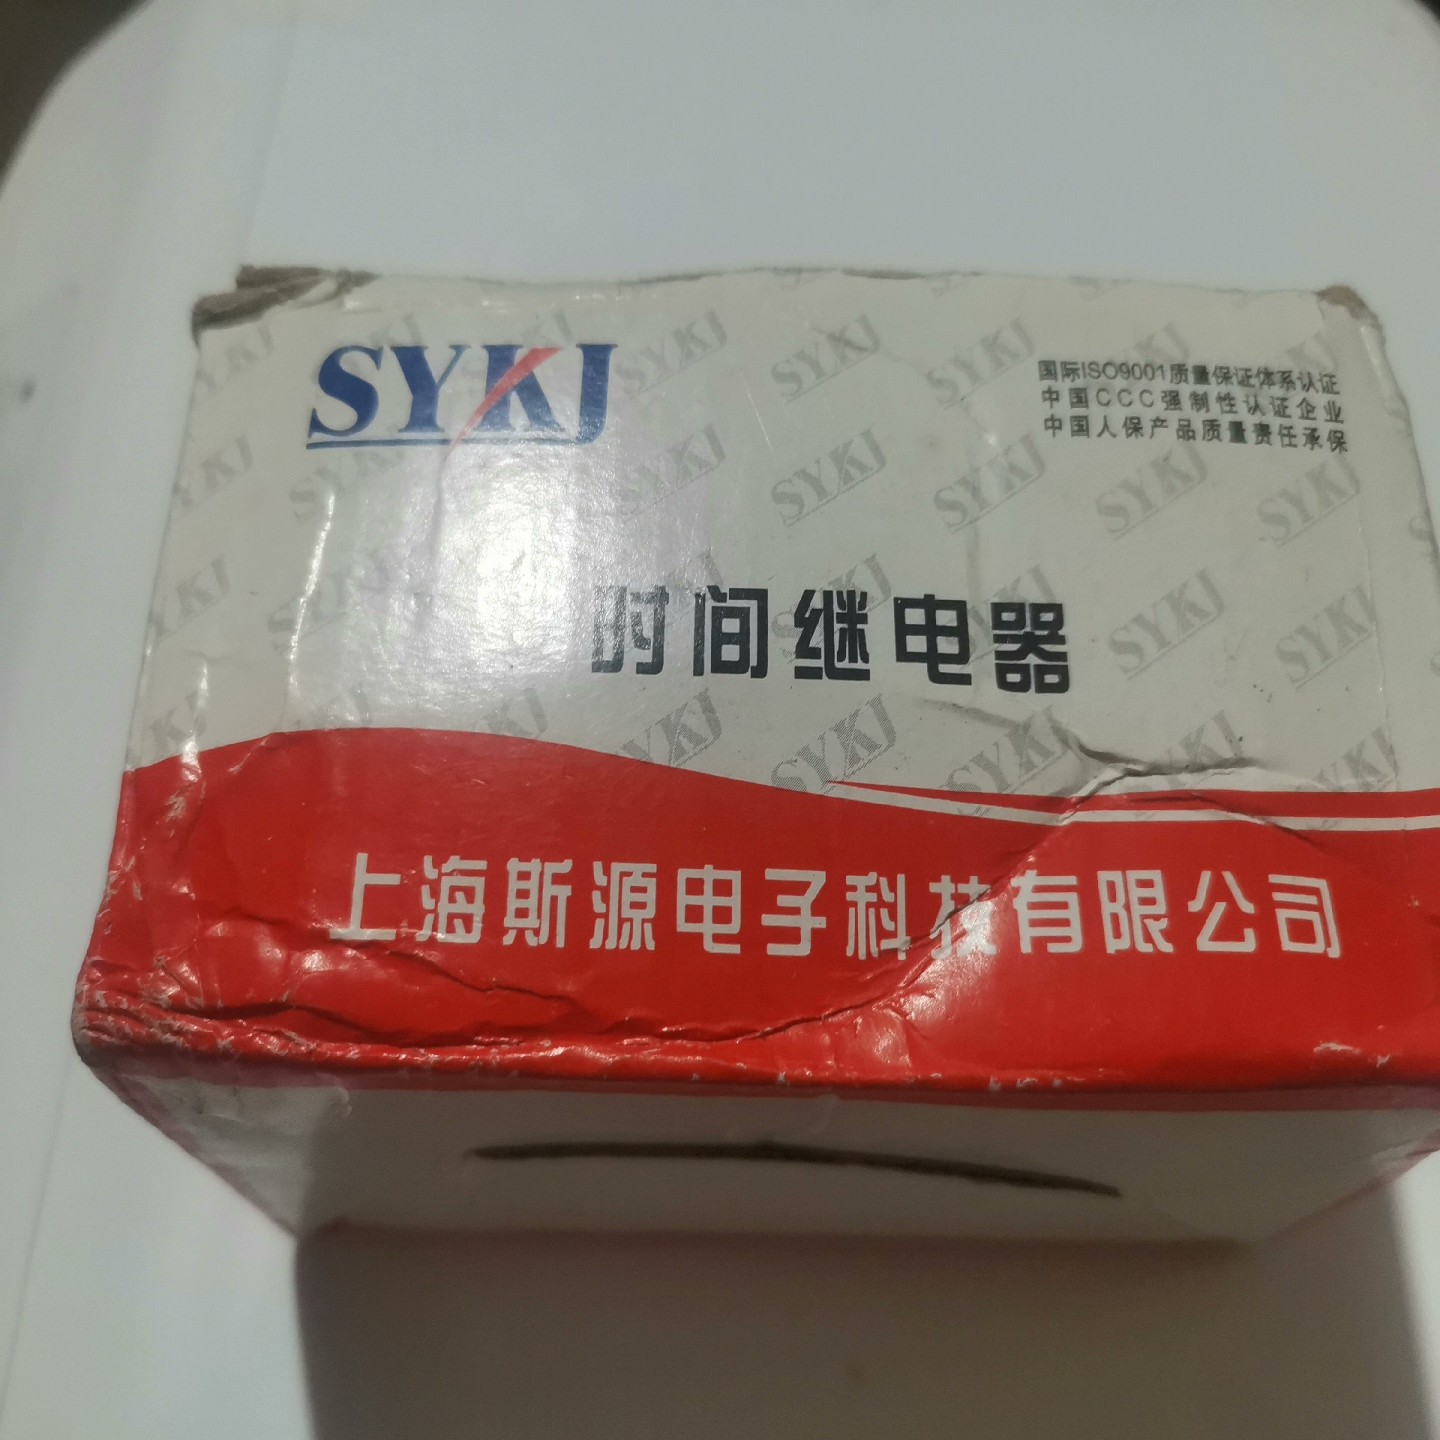 SYKJ
国际ISO9001质量保证体系认证
中国CCC强制性认证企业
中国人保产品质量责任承保
时间继电器
上海斯源电子科技有限公司